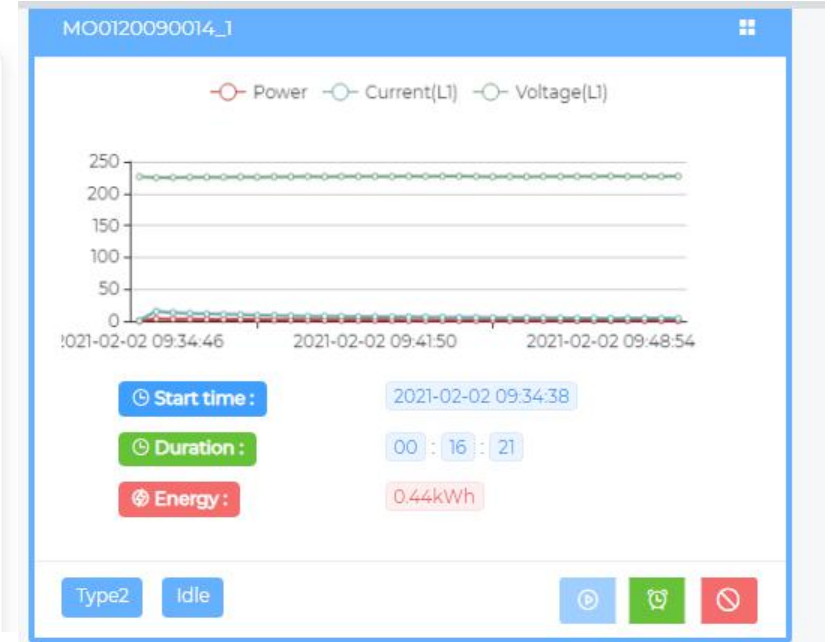 MO0120090014_1
Power Current(L1) Voltage(L1)
250
200
150
100
50
0
2021-02-02 09:34:46 2021-02-02 09:41:50 2021-02-02 09:48:54
Start time : 2021-02-02 09:34:38
Duration : 00 : 16 : 21
Energy : 0.44kWh
Type2 Idle